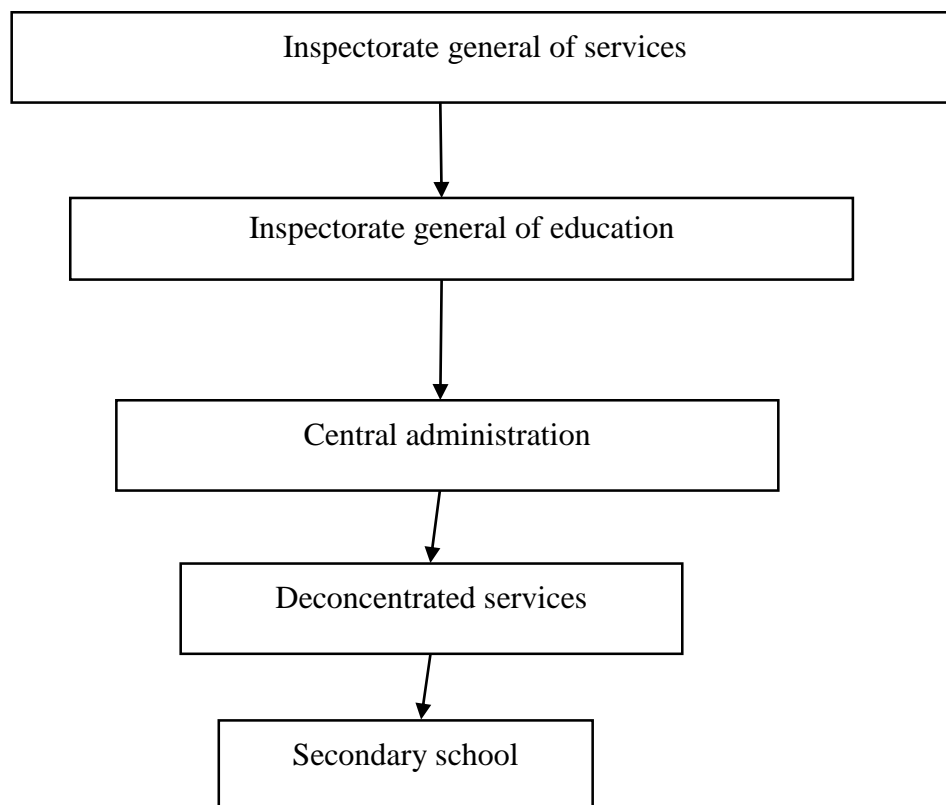 Inspectorate general of services
Inspectorate general of education
Central administration
Deconcentrated services
Secondary school